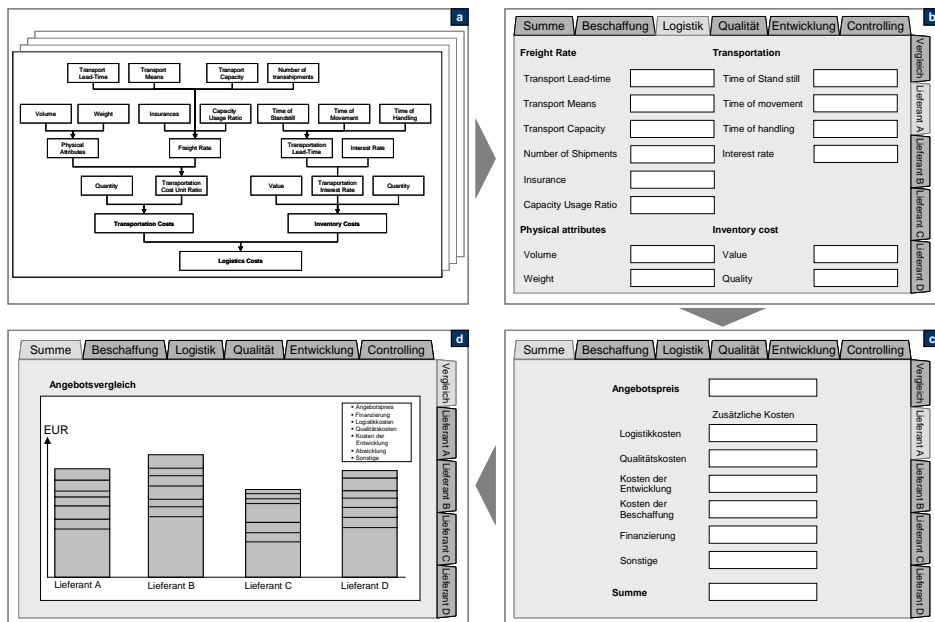 a
Transport
Lead-Time
Transport
Means
Transport
Capacity
Number of
transshipments
Volume
Weight
Insurances
Capacity
Usage Ratio
Time of
Standstill
Time of
Movement
Time of
Handling
Physical
Attributes
Freight Rate
Transportation
Lead-Time
Interest Rate
Quantity
Transportation
Cost Unit Ratio
Value
Transportation
Interest Rate
Quantity
Transportation Costs
Inventory Costs
Logistics Costs
b
Summe Beschaffung Logistik Qualität Entwicklung Controlling
Freight Rate Transportation
Transport Lead-time Time of Stand still
Transport Means Time of movement
Transport Capacity Time of handling
Number of Shipments Interest rate
Insurance
Capacity Usage Ratio
Physical attributes Inventory cost
Volume Value
Weight Quality
Vergleich
Lieferant A
Lieferant B
Lieferant C
Lieferant D
d
Summe Beschaffung Logistik Qualität Entwicklung Controlling
Angebotsvergleich
EUR
▪ Angebotspreis
▪ Finanzierung
▪ Logistikkosten
▪ Qualitätskosten
▪ Kosten der
Entwicklung
▪ Abwicklung
▪ Sonstige
Lieferant A Lieferant B Lieferant C Lieferant D
Vergleich
Lieferant A
Lieferant B
Lieferant C
Lieferant D
c
Summe Beschaffung Logistik Qualität Entwicklung Controlling
Angebotspreis
Zusätzliche Kosten
Logistikkosten
Qualitätskosten
Kosten der
Entwicklung
Kosten der
Beschaffung
Finanzierung
Sonstige
Summe
Vergleich
Lieferant A
Lieferant B
Lieferant C
Lieferant D